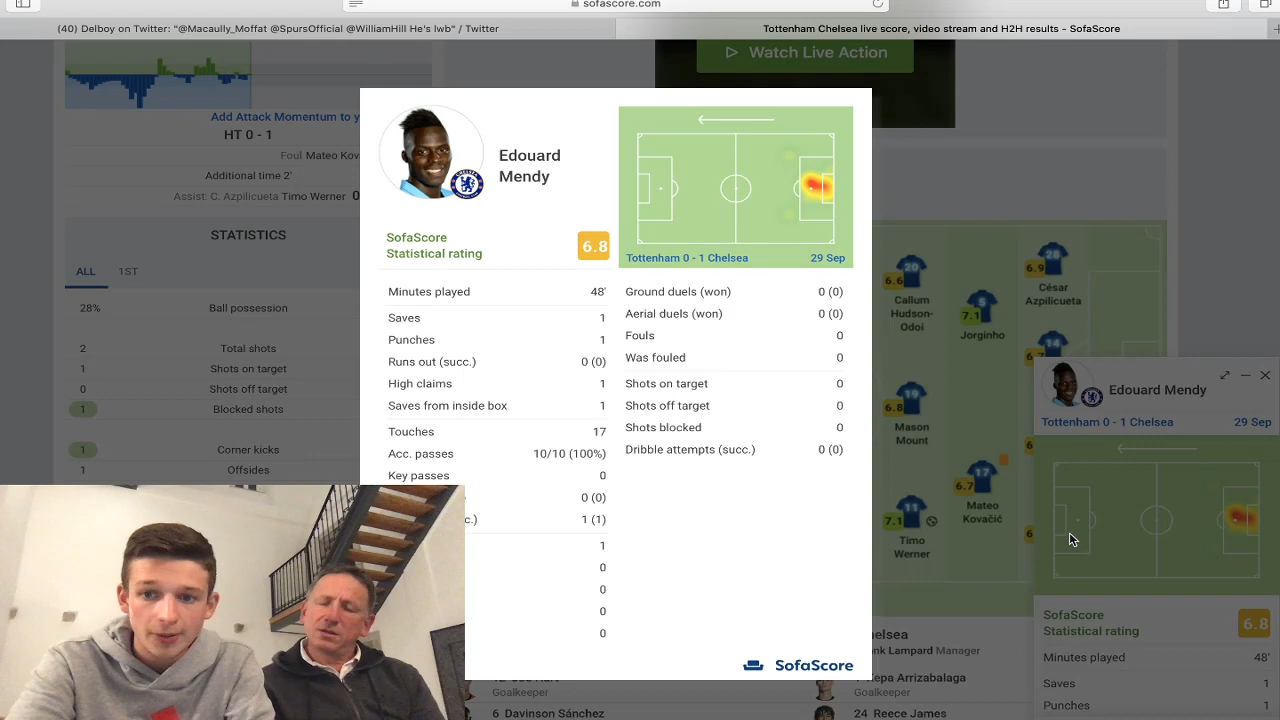 sofascore.com
(40) Delboy on Twitter: "@Macaully_Moffat @SpursOfficial @WilliamHill He's lwb" / Twitter
Tottenham Chelsea live score, video stream and H2H results - SofaScore
Watch Live Action
Add Attack Momentum to y
HT 0 - 1
Foul Mateo Kov
Additional time 2'
Assist: C. Azpilicueta Timo Werner 0
STATISTICS
ALL
1ST
28%
Ball possession
2
Total shots
1
Shots on target
0
Shots off target
1
Blocked shots
1
Corner kicks
1
Offsides
Edouard
Mendy
SofaScore
Statistical rating
6.8
Tottenham 0 - 1 Chelsea
29 Sep
Minutes played
48'
Saves
1
Punches
1
Runs out (succ.)
0 (0)
High claims
1
Saves from inside box
1
Touches
17
Acc. passes
10/10 (100%)
Key passes
0
0 (0)
c.)
1 (1)
1
0
0
0
0
Ground duels (won)
0 (0)
Aerial duels (won)
0 (0)
Fouls
0
Was fouled
0
Shots on target
0
Shots off target
0
Shots blocked
0
Dribble attempts (succ.)
0 (0)
SofaScore
20
6.6
Callum
Hudson-
Odoi
5
7.1
Jorginho
28
6.9
César
Azpilicueta
14
19
6.8
Mason
Mount
17
6.7
Mateo
Kovačić
11
7.1
Timo
Werner
Edouard Mendy
Tottenham 0 - 1 Chelsea
29 Sep
SofaScore
Statistical rating
6.8
Minutes played
48'
Saves
1
Punches
1
helsea
nk Lampard Manager
Goalkeeper
6 Davinson Sánchez
Kepa Arrizabalaga
Goalkeeper
24 Reece James